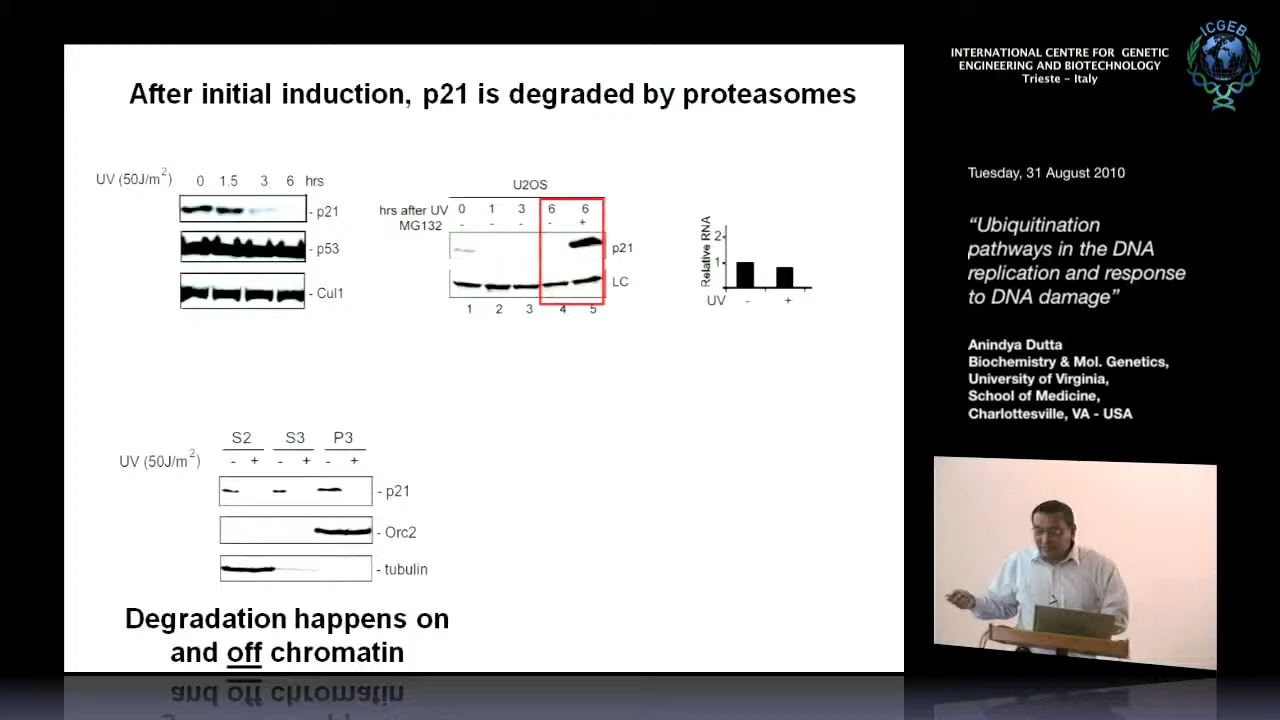 After initial induction, p21 is degraded by proteasomes
UV (50J/m2) 0 1.5 3 6 hrs
- p21
- p53
- Cul1
U2OS
hrs after UV 0 1 3 6 6
MG132 - - - - +
p21
LC
1 2 3 4 5
Relative RNA
2
1
UV - +
S2 S3 P3
UV (50J/m2) - + - + - +
- p21
- Orc2
- tubulin
Degradation happens on
and off chromatin
INTERNATIONAL CENTRE FOR GENETIC
ENGINEERING AND BIOTECHNOLOGY
Trieste – Italy
ICGEB
Tuesday, 31 August 2010
“Ubiquitination
pathways in the DNA
replication and response
to DNA damage”
Anindya Dutta
Biochemistry & Mol. Genetics,
University of Virginia,
School of Medicine,
Charlottesville, VA - USA